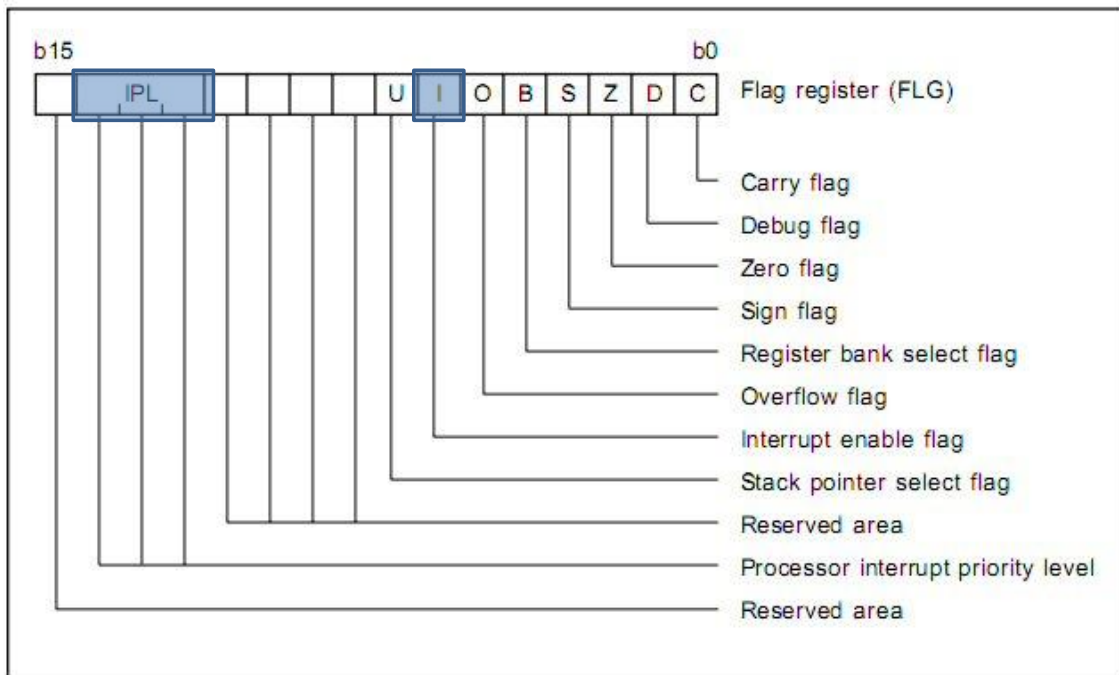 b15 b0
IPL U I O B S Z D C Flag register (FLG)
Carry flag
Debug flag
Zero flag
Sign flag
Register bank select flag
Overflow flag
Interrupt enable flag
Stack pointer select flag
Reserved area
Processor interrupt priority level
Reserved area